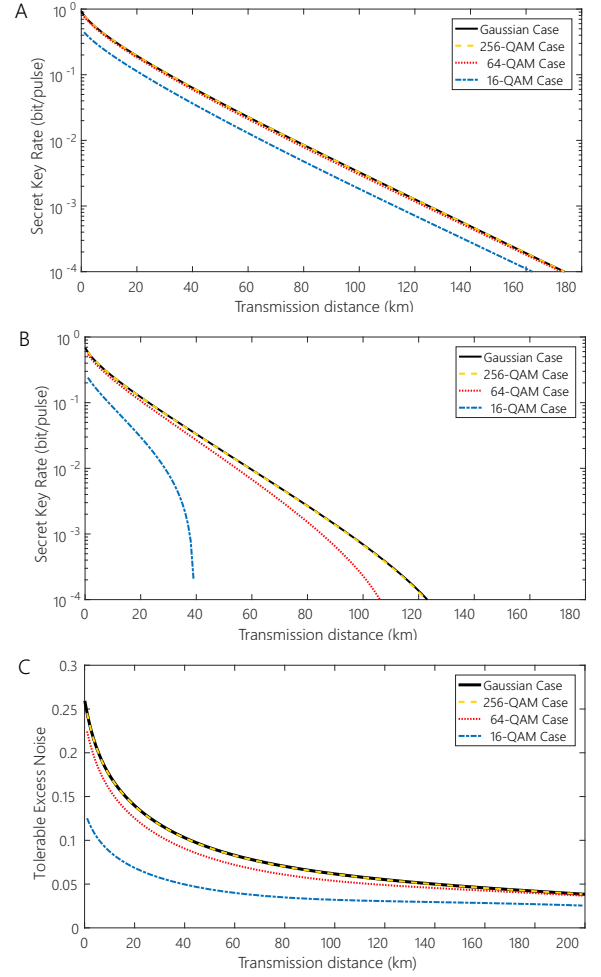 A
10^0
10^-1
10^-2
10^-3
10^-4
Secret Key Rate (bit/pulse)
Gaussian Case
256-QAM Case
64-QAM Case
16-QAM Case
0 20 40 60 80 100 120 140 160 180
Transmission distance (km)
B
10^0
10^-1
10^-2
10^-3
10^-4
Secret Key Rate (bit/pulse)
Gaussian Case
256-QAM Case
64-QAM Case
16-QAM Case
0 20 40 60 80 100 120 140 160 180
Transmission distance (km)
C
0.3
0.25
0.2
0.15
0.1
0.05
0
Tolerable Excess Noise
Gaussian Case
256-QAM Case
64-QAM Case
16-QAM Case
0 20 40 60 80 100 120 140 160 180 200
Transmission distance (km)